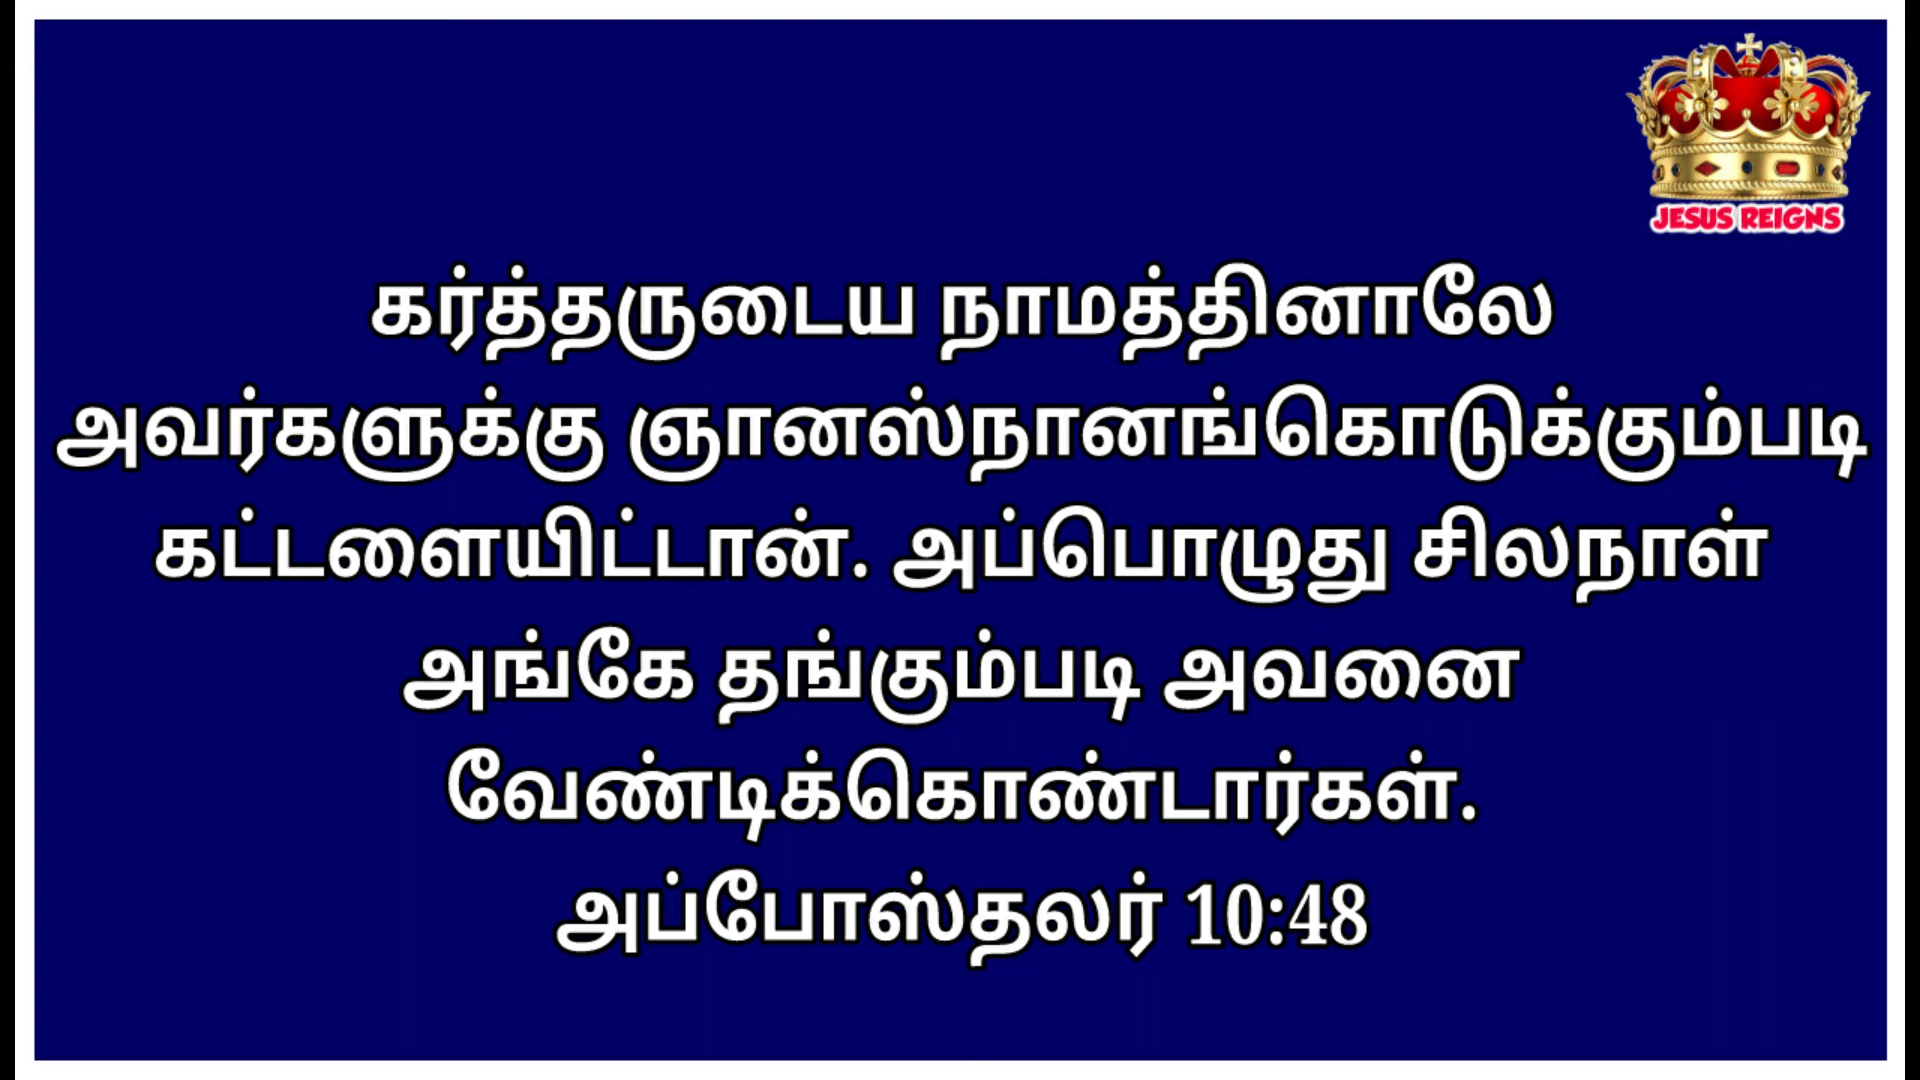 JESUS REIGNS
கர்த்தருடைய நாமத்தினாலே
அவர்களுக்கு ஞானஸ்நானங்கொடுக்கும்படி
கட்டளையிட்டான். அப்பொழுது சிலநாள்
அங்கே தங்கும்படி அவனை
வேண்டிக்கொண்டார்கள்.
அப்போஸ்தலர் 10:48